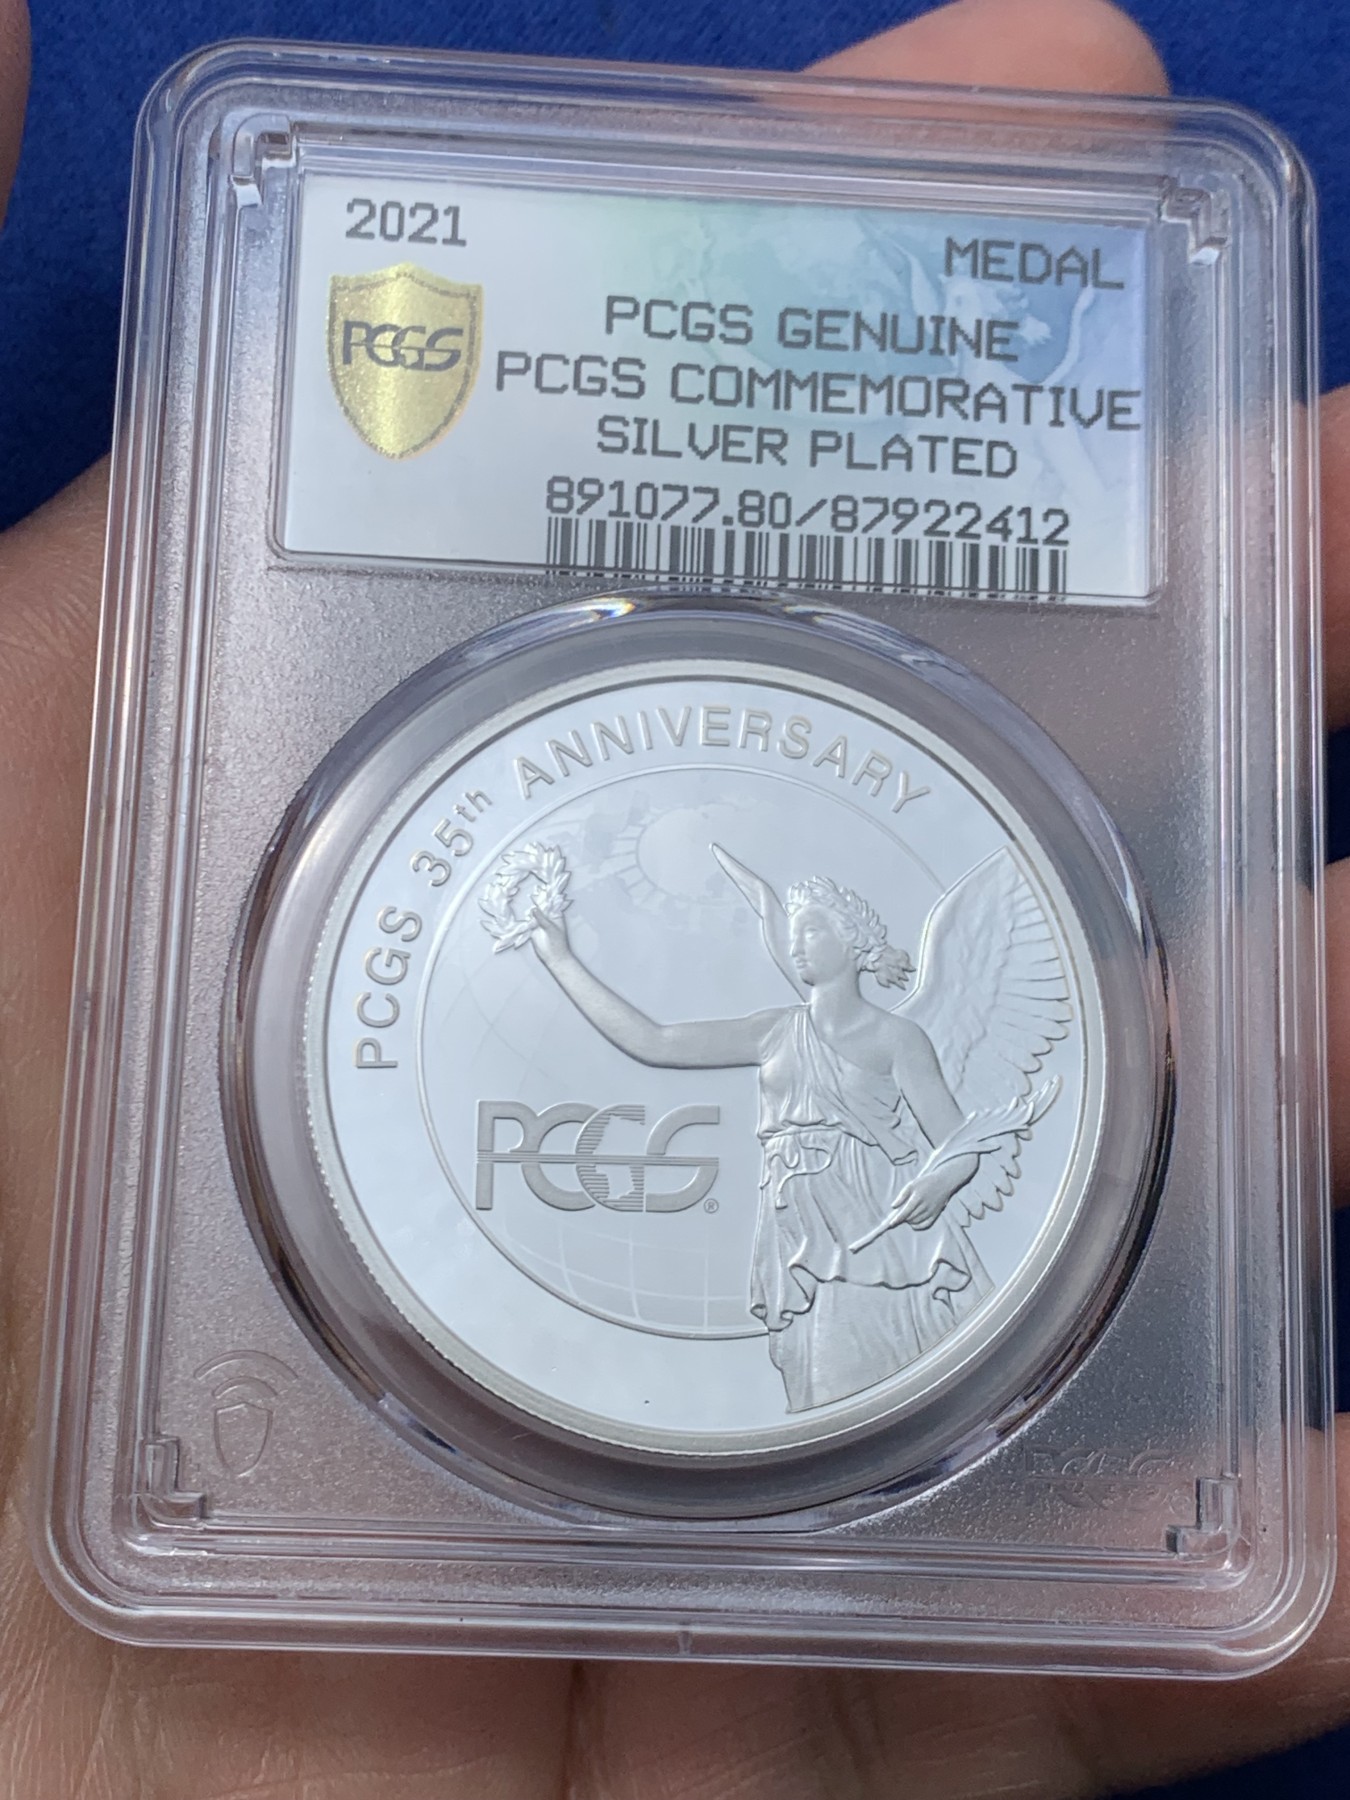 2021
MEDAL
PCGS
PCGS GENUINE
PCGS COMMEMORATIVE
SILVER PLATED
891077.80/87922412
PCGS 35th ANNIVERSARY
PCGS®